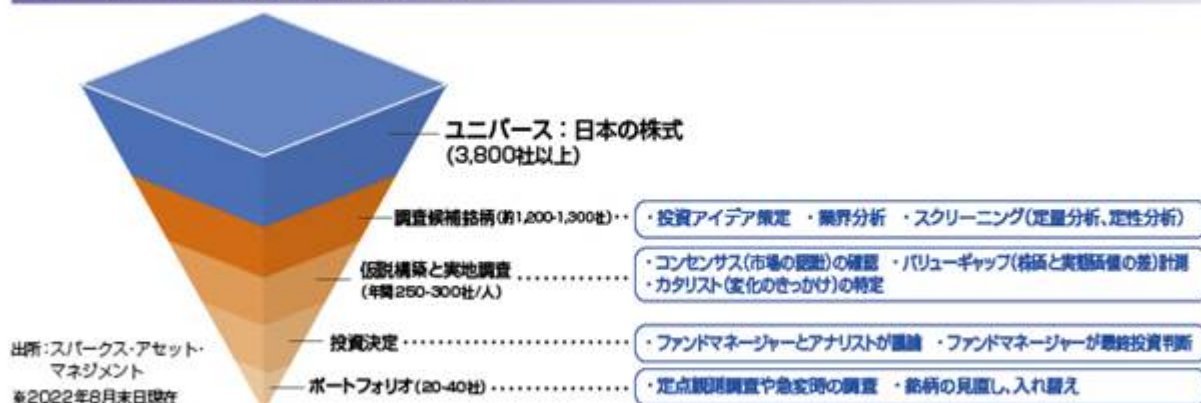 ユニバース：日本の株式
(3,800社以上)
調査候補銘柄(約1,200-1,300社)‥
・投資アイデア策定 ・業界分析 ・スクリーニング(定量分析、定性分析)
仮説構築と実地調査
(年間250-300社/人)
・コンセンサス(市場の認識)の確認 ・バリューギャップ(株価と実態価値の差)計測
・カタリスト(変化のきっかけ)の特定
投資決定
・ファンドマネージャーとアナリストが議論 ・ファンドマネージャーが最終投資判断
ポートフォリオ(20-40社)
・定点観測調査や急変時の調査 ・銘柄の見直し、入れ替え
出所：スパークス・アセット・
マネジメント
※2022年8月末日現在